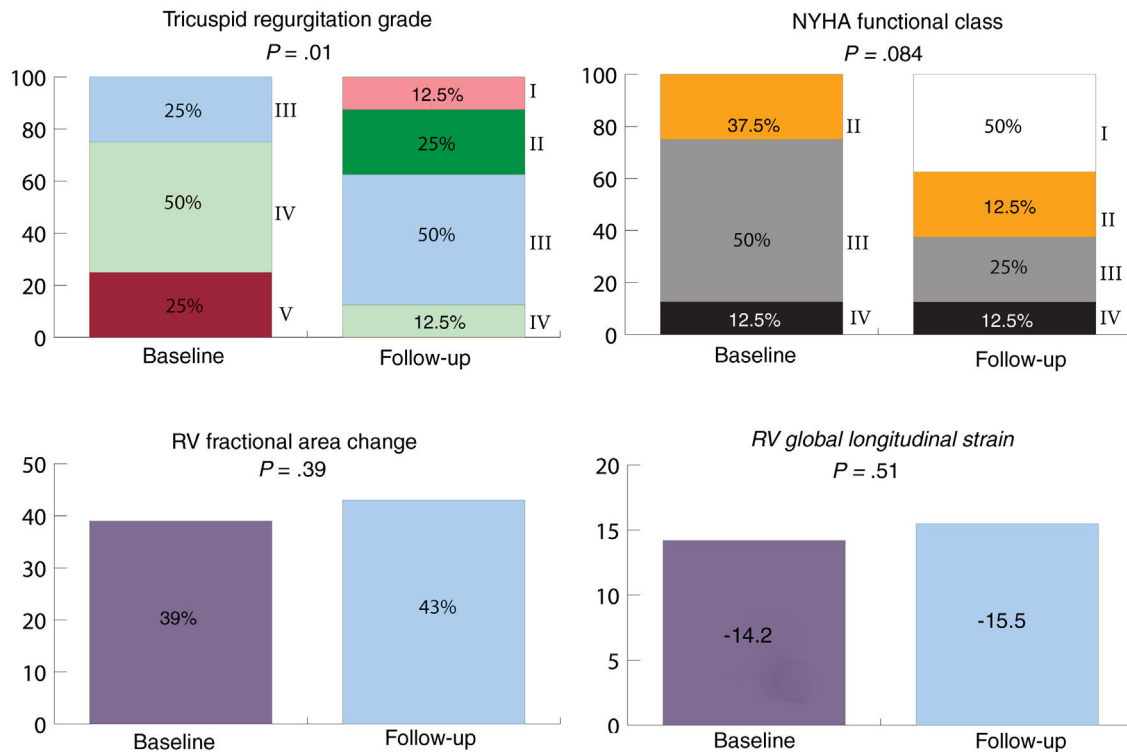 Tricuspid regurgitation grade
P = .01
100
80
60
40
20
0
25%
III
50%
IV
25%
V
Baseline
12.5%
I
25%
II
50%
III
12.5%
IV
Follow-up
NYHA functional class
P = .084
100
80
60
40
20
0
37.5%
II
50%
III
12.5%
IV
Baseline
50%
I
12.5%
II
25%
III
12.5%
IV
Follow-up
RV fractional area change
P = .39
50
40
30
20
10
0
39%
Baseline
43%
Follow-up
RV global longitudinal strain
P = .51
20
15
10
5
0
-14.2
Baseline
-15.5
Follow-up